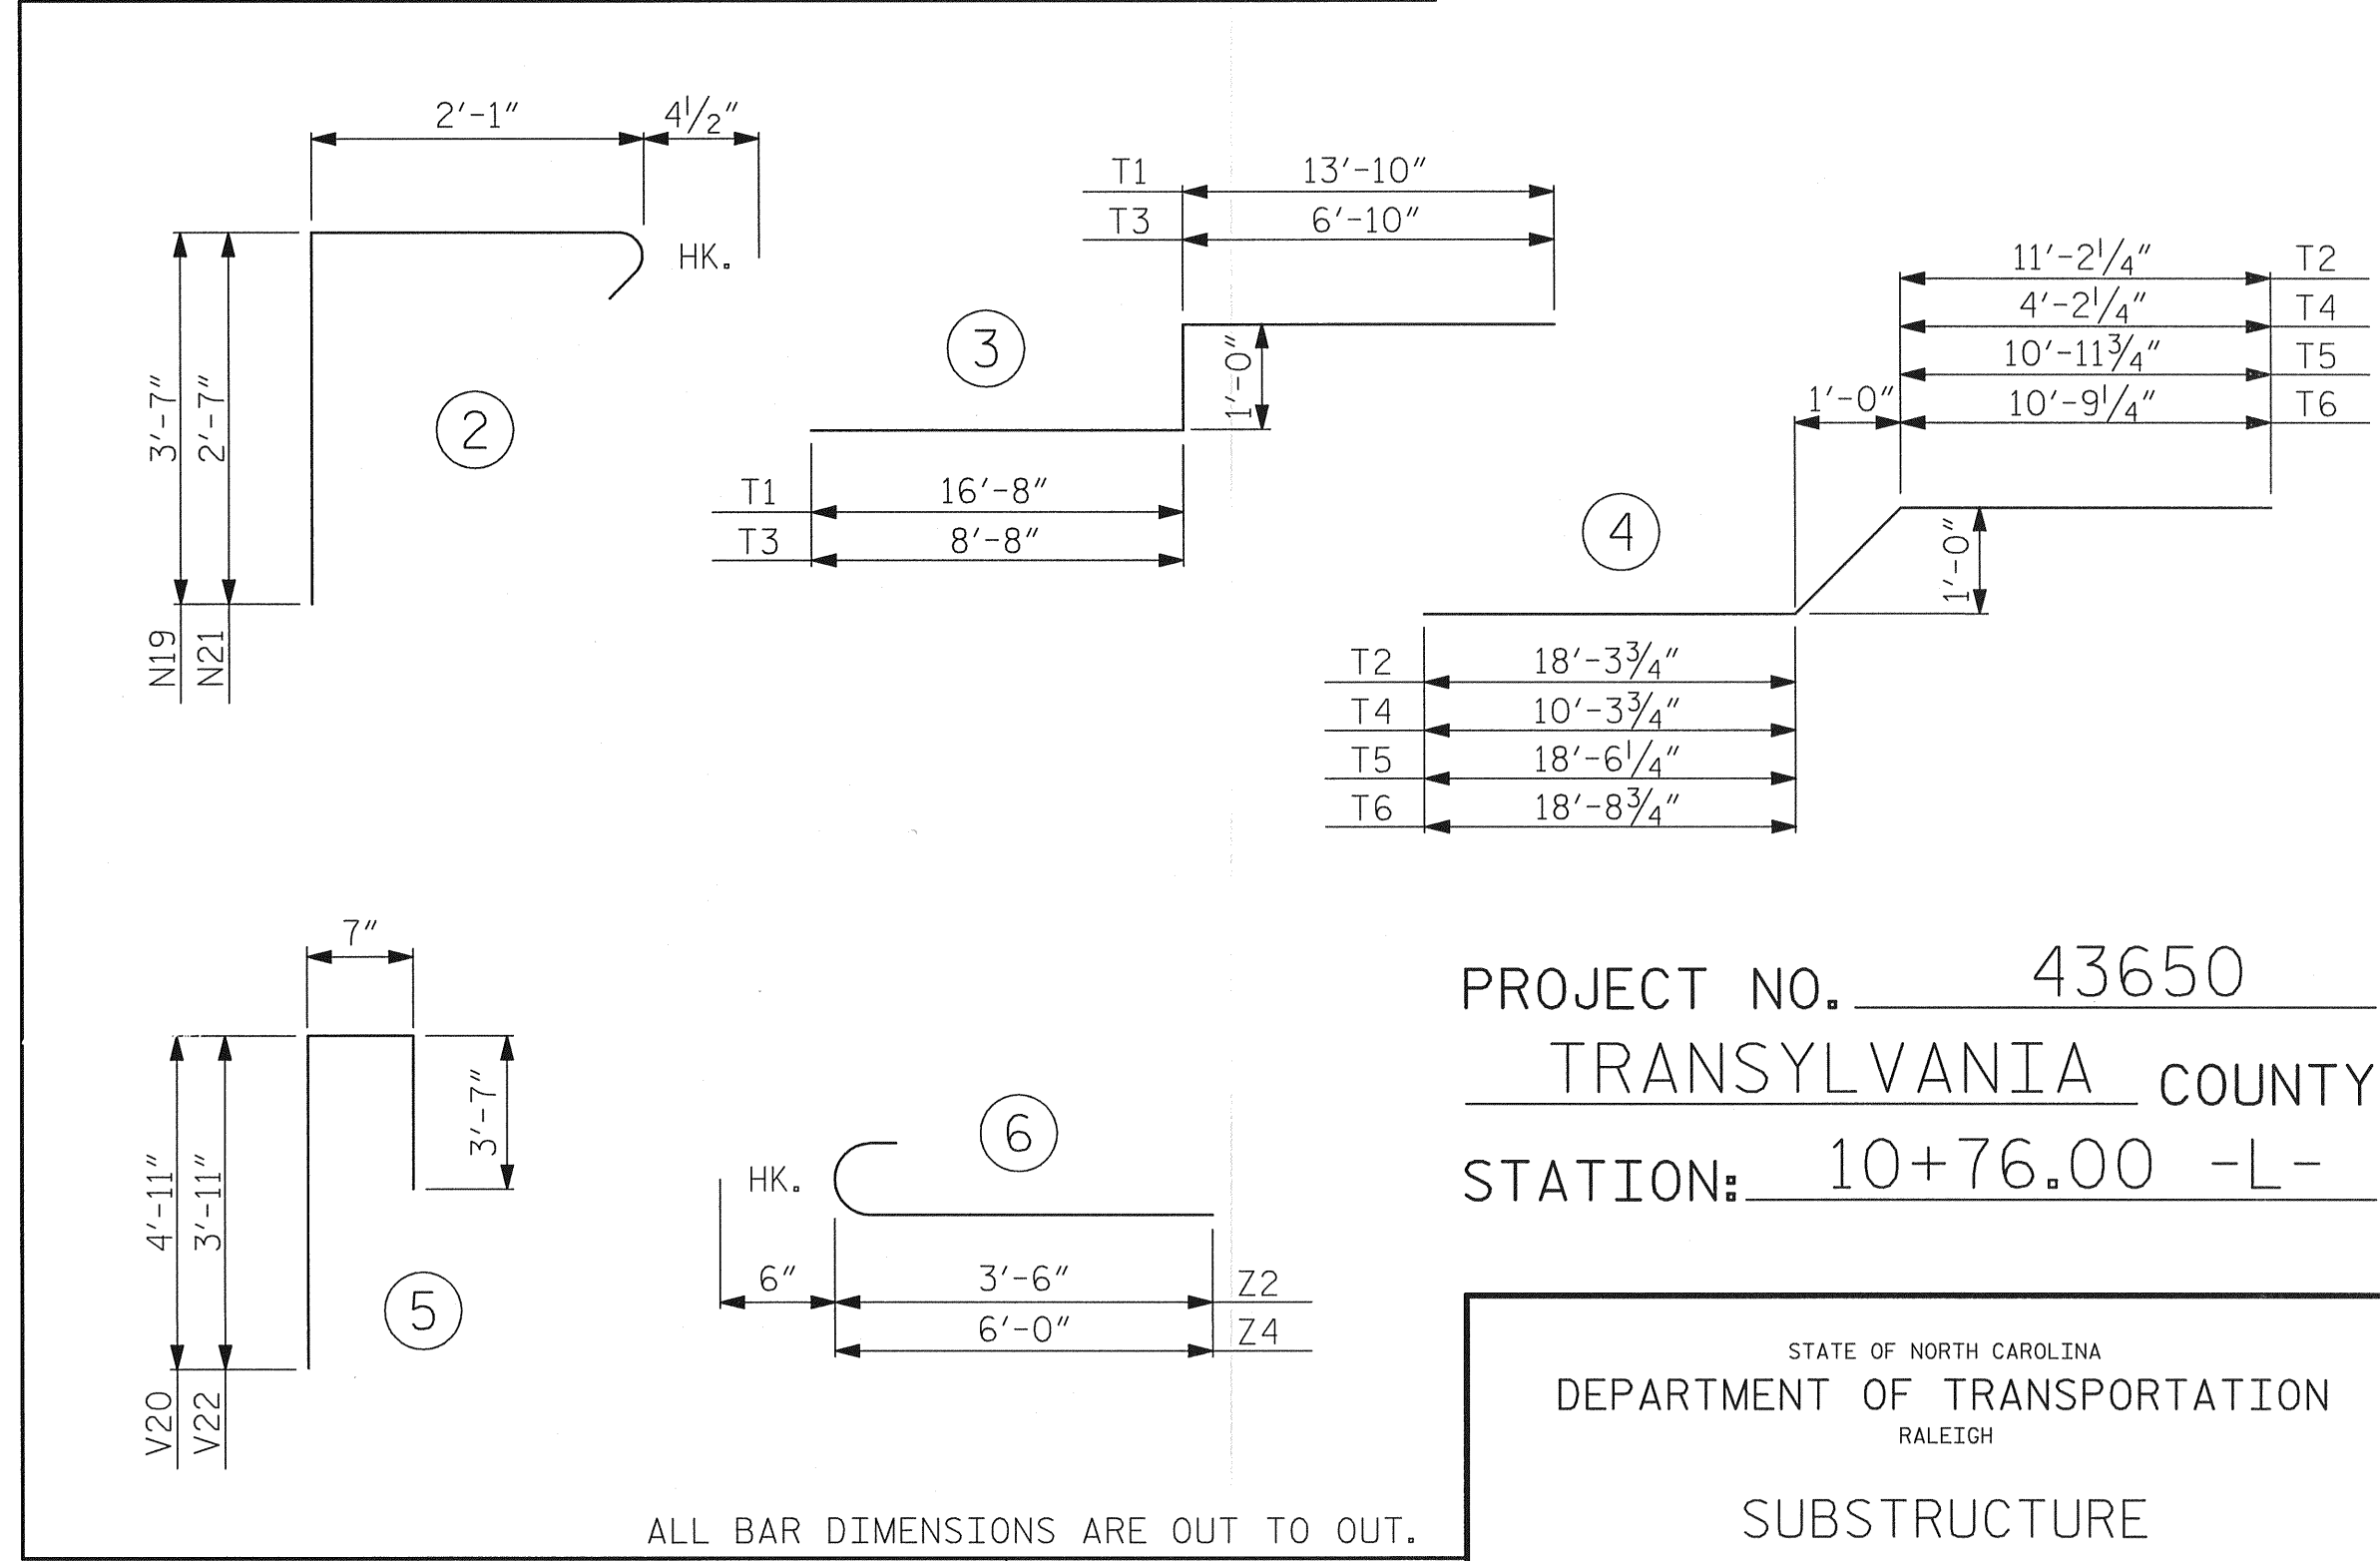 2'-1" 4½"
HK.
3'-7" 2'-7"
N19 N21
2
T1 13'-10"
T3 6'-10"
3
1'-0"
T1 16'-8"
T3 8'-8"
11'-2¼" T2
4'-2¼" T4
10'-11¾" T5
1'-0" 10'-9¼" T6
4
1'-0"
T2 18'-3¾"
T4 10'-3¾"
T5 18'-6¼"
T6 18'-8¾"
7"
3'-7"
4'-11" 3'-11"
V20 V22
5
6
HK.
6" 3'-6" Z2
6'-0" Z4
ALL BAR DIMENSIONS ARE OUT TO OUT.
PROJECT NO. 43650
TRANSYLVANIA COUNTY
STATION: 10+76.00 -L-
STATE OF NORTH CAROLINA
DEPARTMENT OF TRANSPORTATION
RALEIGH
SUBSTRUCTURE